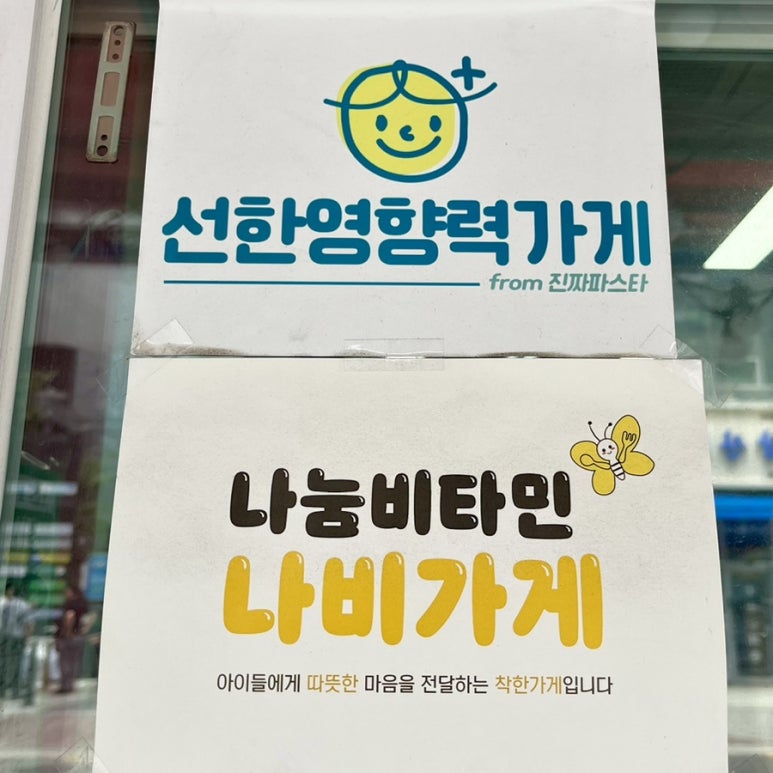 선한영향력가게
from 진짜파스타
나눔비타민
나비가게
아이들에게 따뜻한 마음을 전달하는 착한가게입니다